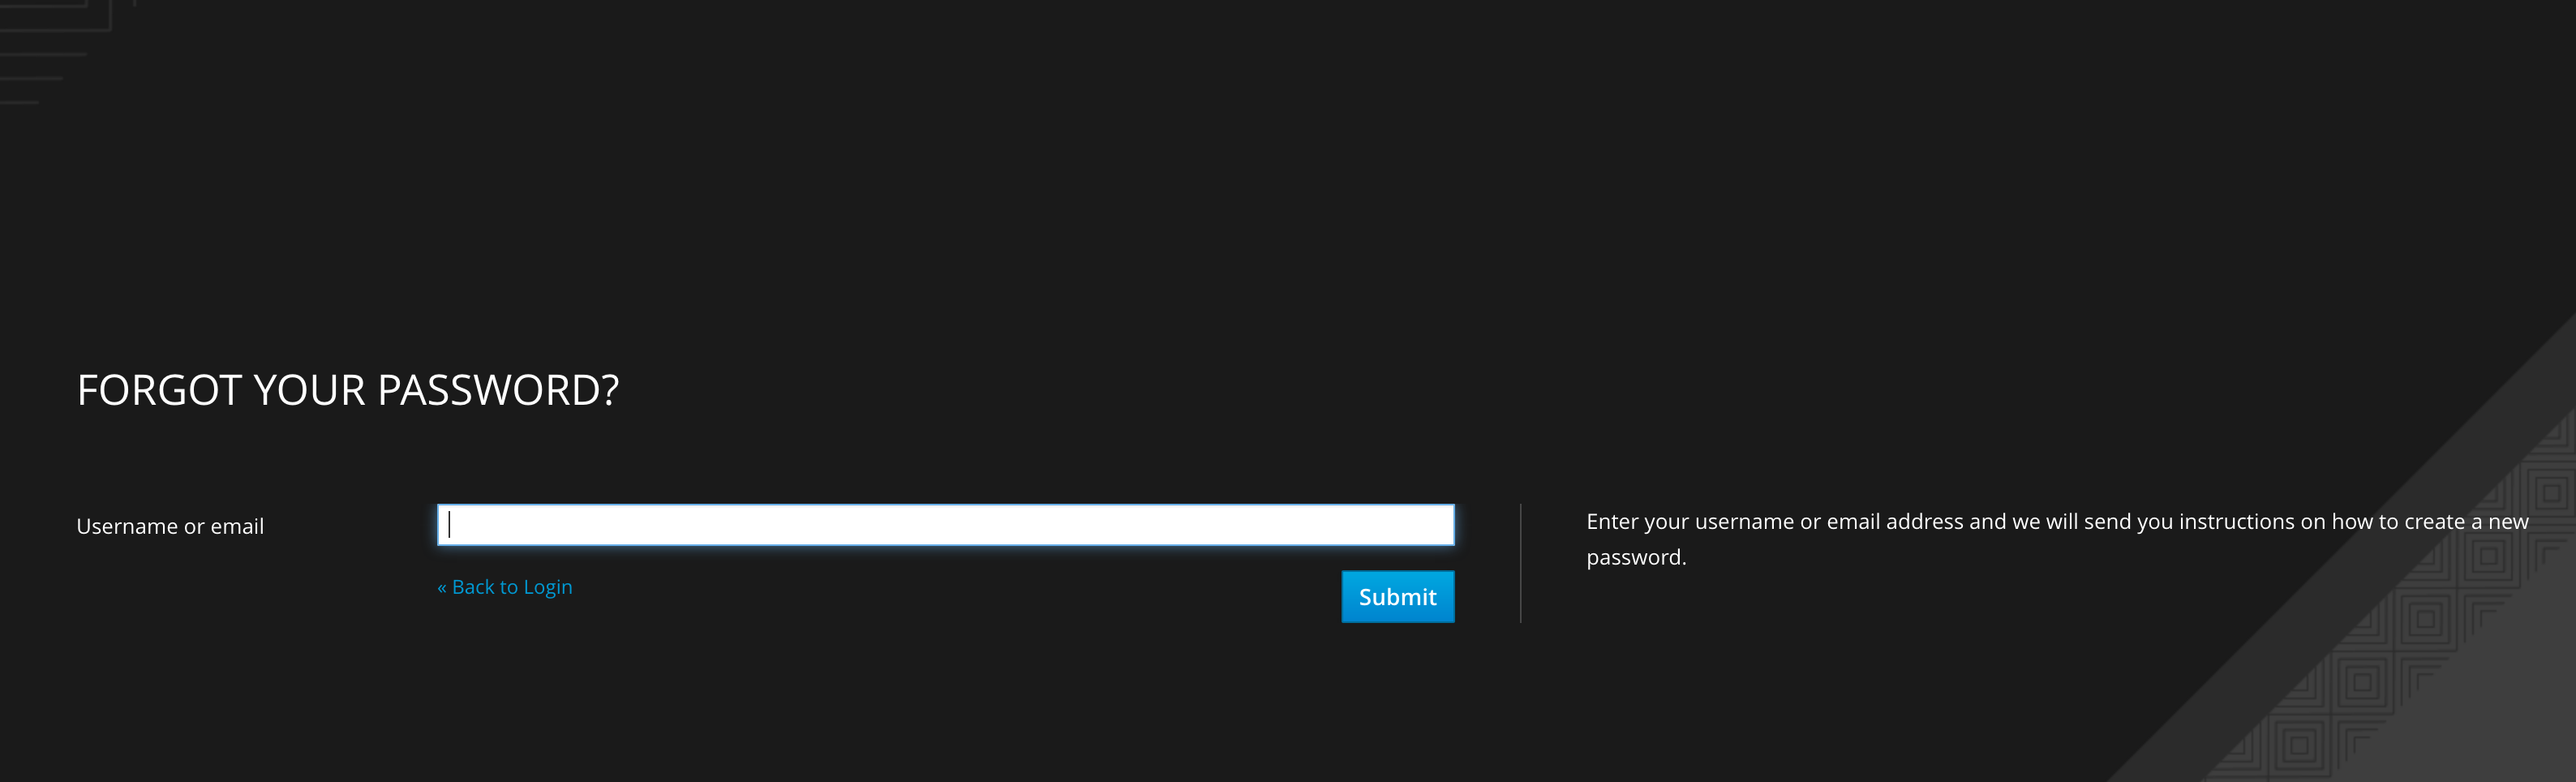 FORGOT YOUR PASSWORD?
Username or email
« Back to Login
Submit
Enter your username or email address and we will send you instructions on how to create a new
password.